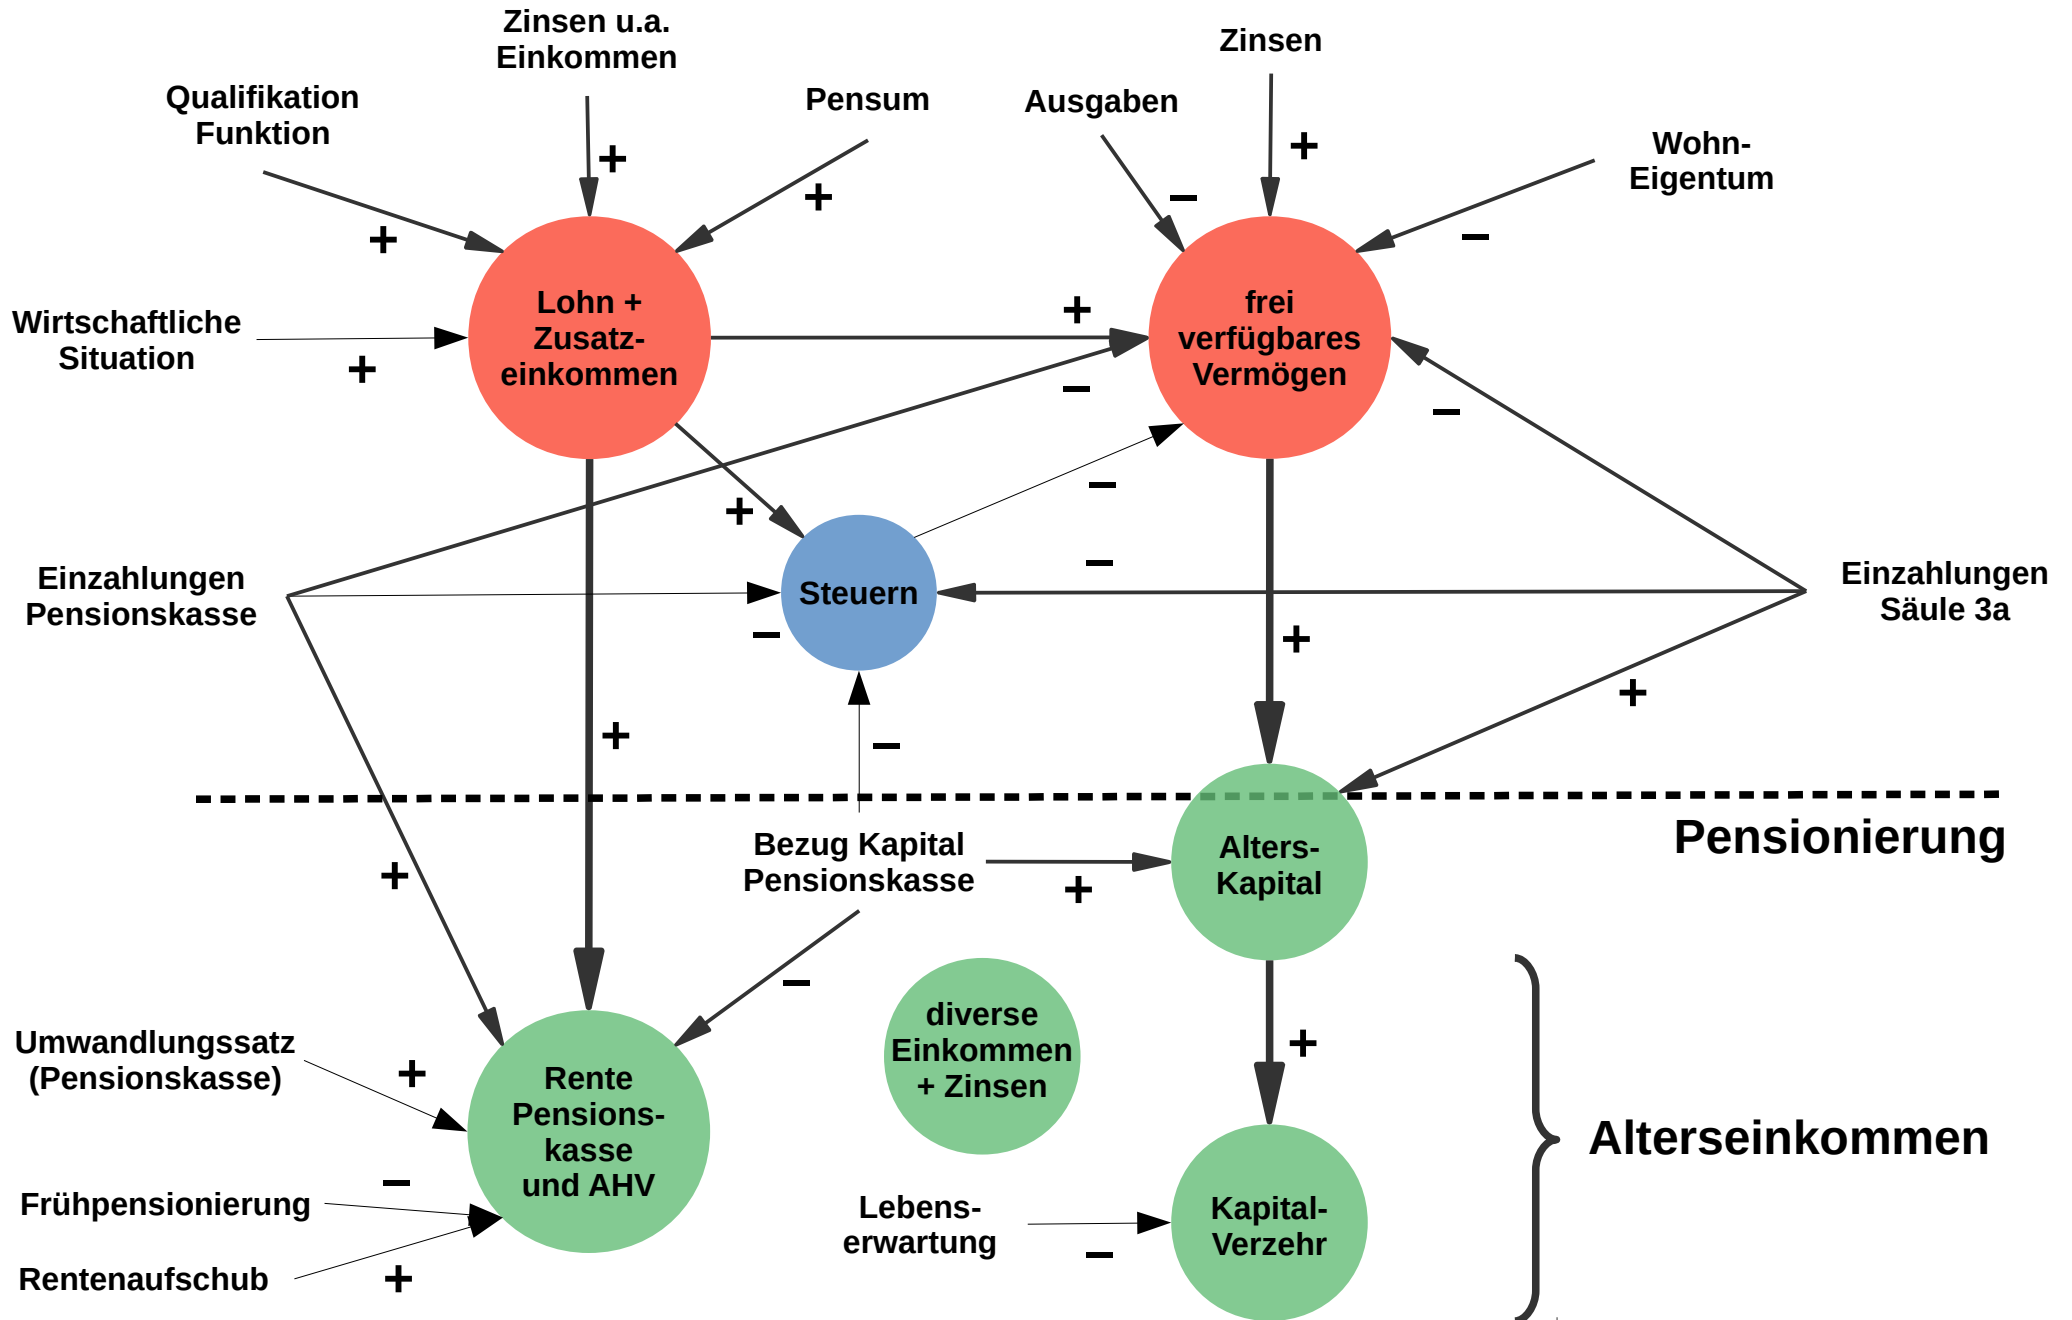 Zinsen u.a.
Einkommen
Zinsen
Qualifikation
Funktion
Pensum
Ausgaben
Wohn-
Eigentum
+
+
+
–
+
–
+
Wirtschaftliche
Situation
+
Lohn +
Zusatz-
einkommen
+
–
frei
verfügbares
Vermögen
–
+
–
–
Einzahlungen
Pensionskasse
–
Steuern
+
Einzahlungen
Säule 3a
+
+
–
Pensionierung
+
Bezug Kapital
Pensionskasse
+
Alters-
Kapital
–
diverse
Einkommen
+ Zinsen
+
Umwandlungssatz
(Pensionskasse)
+
Rente
Pensions-
kasse
und AHV
Alterseinkommen
Frühpensionierung
–
Lebens-
erwartung
–
Kapital-
Verzehr
Rentenaufschub
+